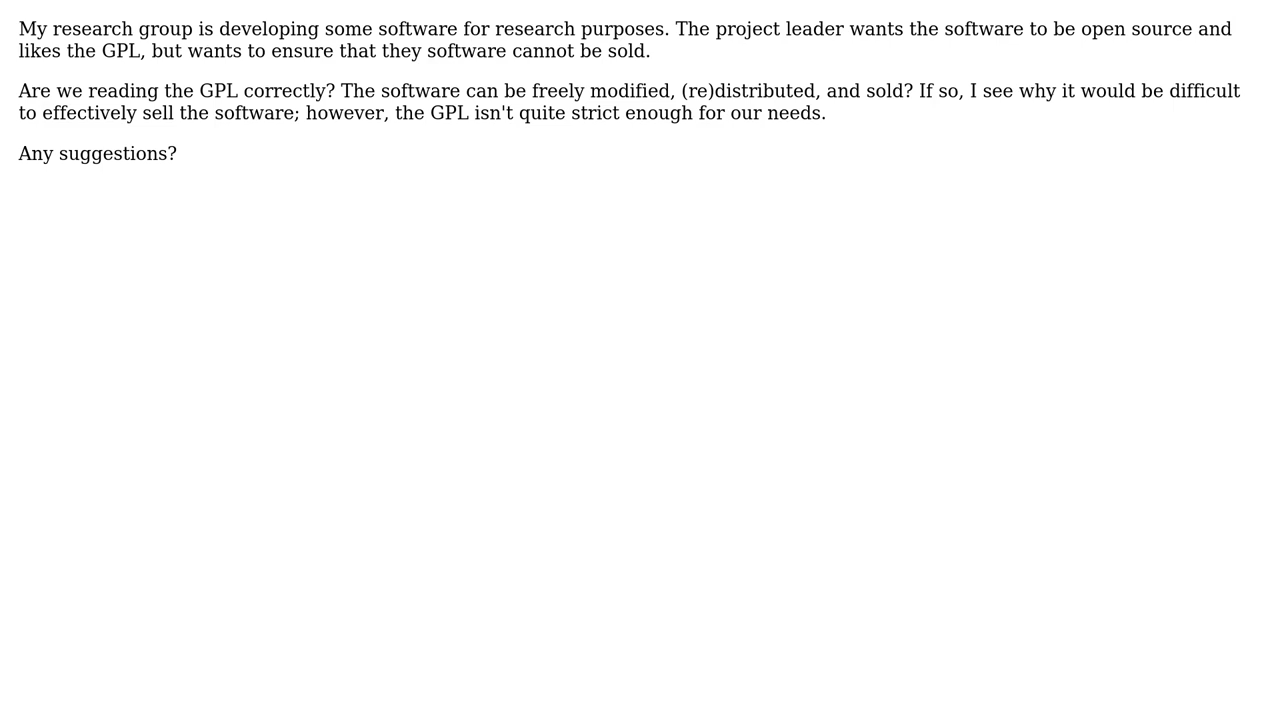 My research group is developing some software for research purposes. The project leader wants the software to be open source and
likes the GPL, but wants to ensure that they software cannot be sold.
Are we reading the GPL correctly? The software can be freely modified, (re)distributed, and sold? If so, I see why it would be difficult
to effectively sell the software; however, the GPL isn't quite strict enough for our needs.
Any suggestions?